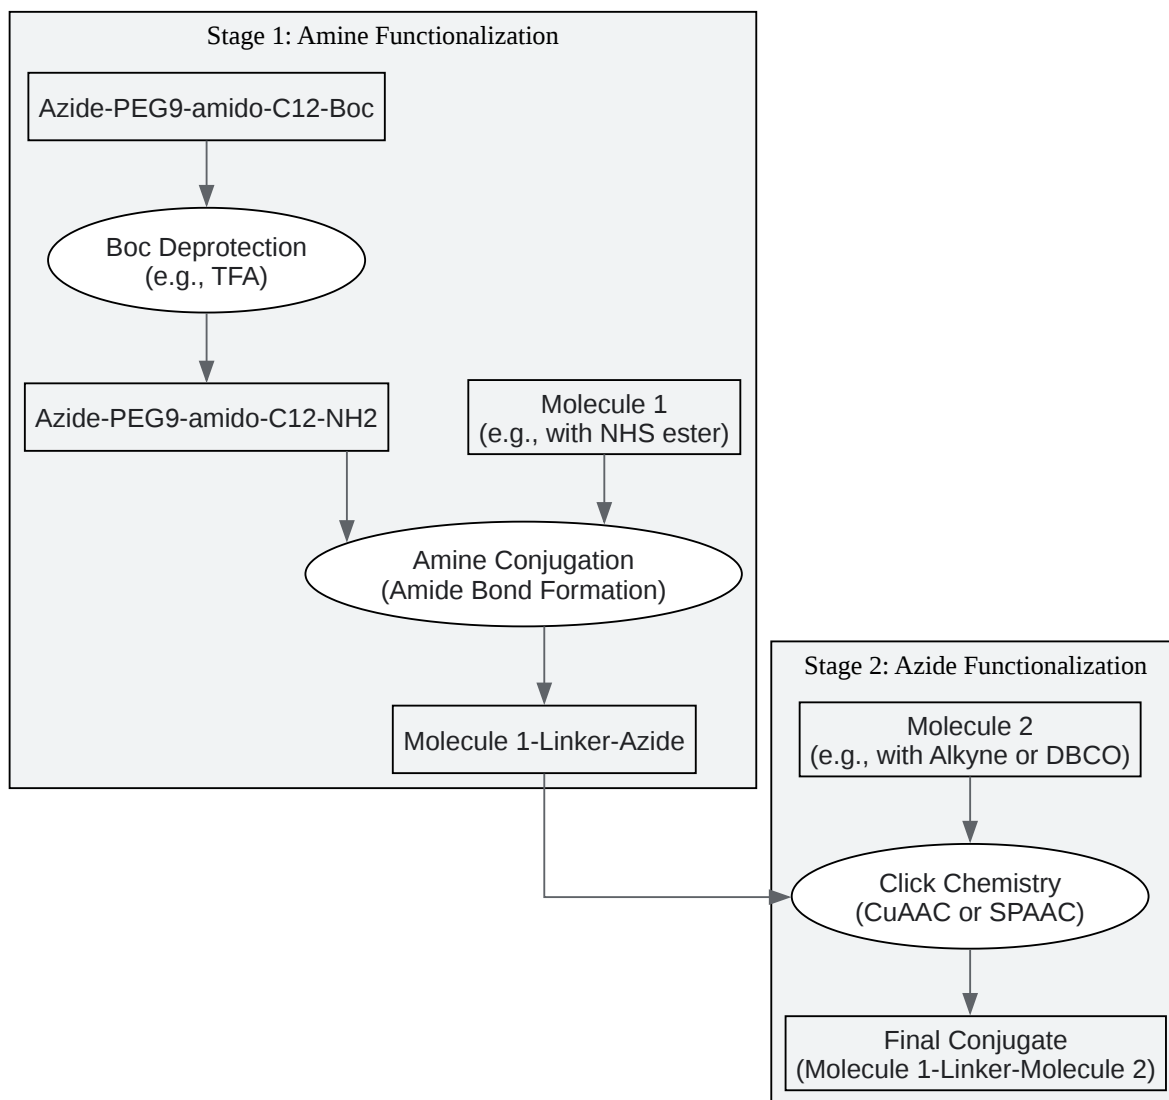 Stage 1: Amine Functionalization
Azide-PEG9-amido-C12-Boc
Boc Deprotection
(e.g., TFA)
Azide-PEG9-amido-C12-NH2
Molecule 1
(e.g., with NHS ester)
Amine Conjugation
(Amide Bond Formation)
Molecule 1-Linker-Azide
Stage 2: Azide Functionalization
Molecule 2
(e.g., with Alkyne or DBCO)
Click Chemistry
(CuAAC or SPAAC)
Final Conjugate
(Molecule 1-Linker-Molecule 2)